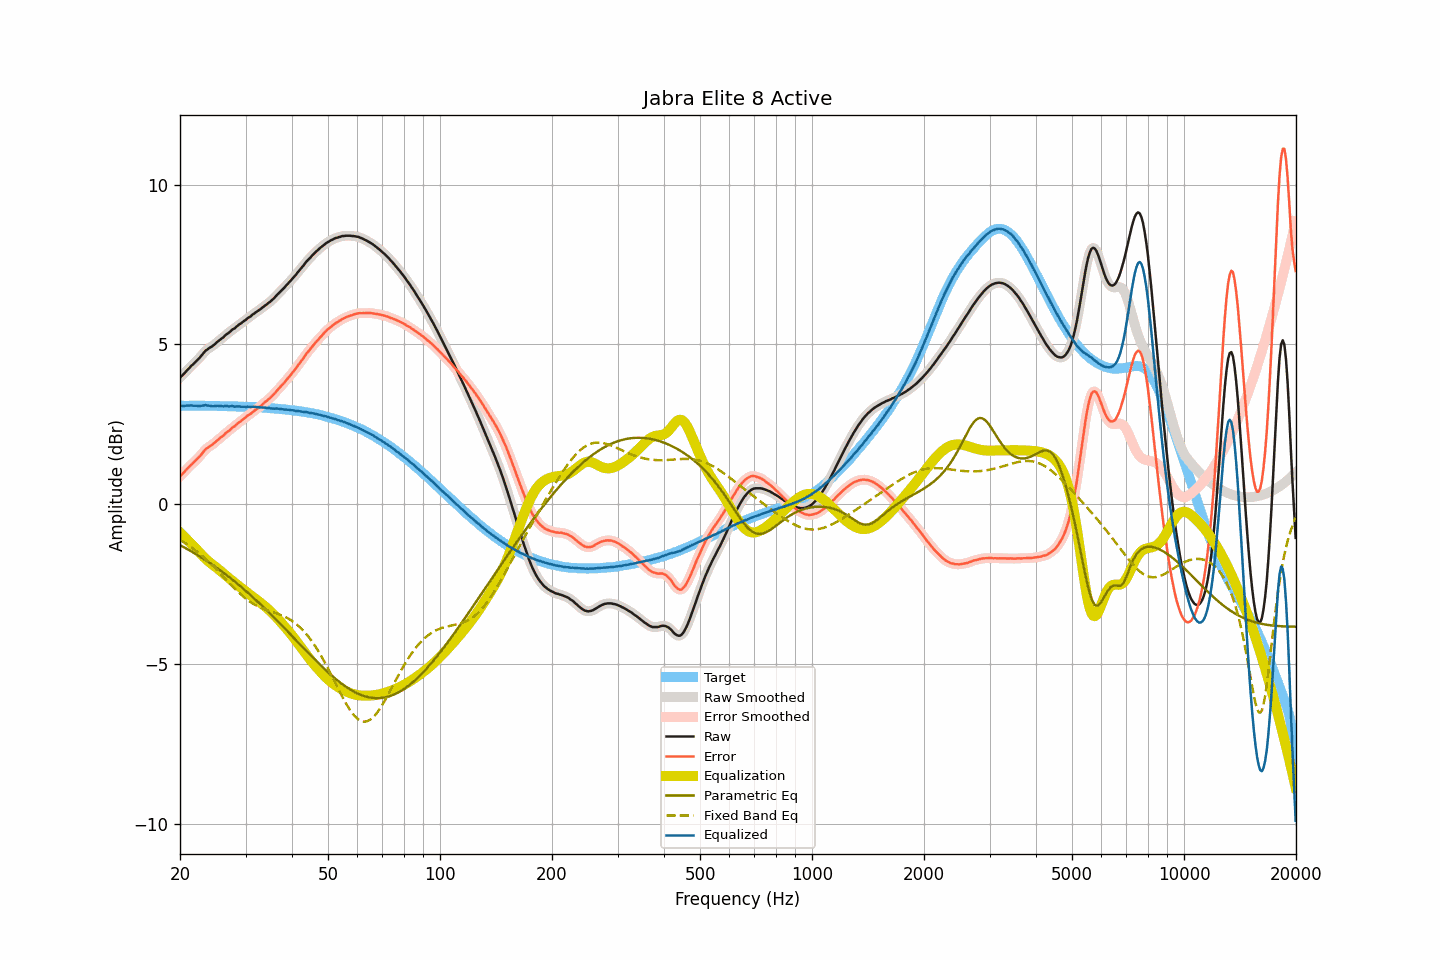 Jabra Elite 8 Active
Amplitude (dBr)
10
5
0
−5
−10
Target
Raw Smoothed
Error Smoothed
Raw
Error
Equalization
Parametric Eq
Fixed Band Eq
Equalized
20 50 100 200 500 1000 2000 5000 10000 20000
Frequency (Hz)